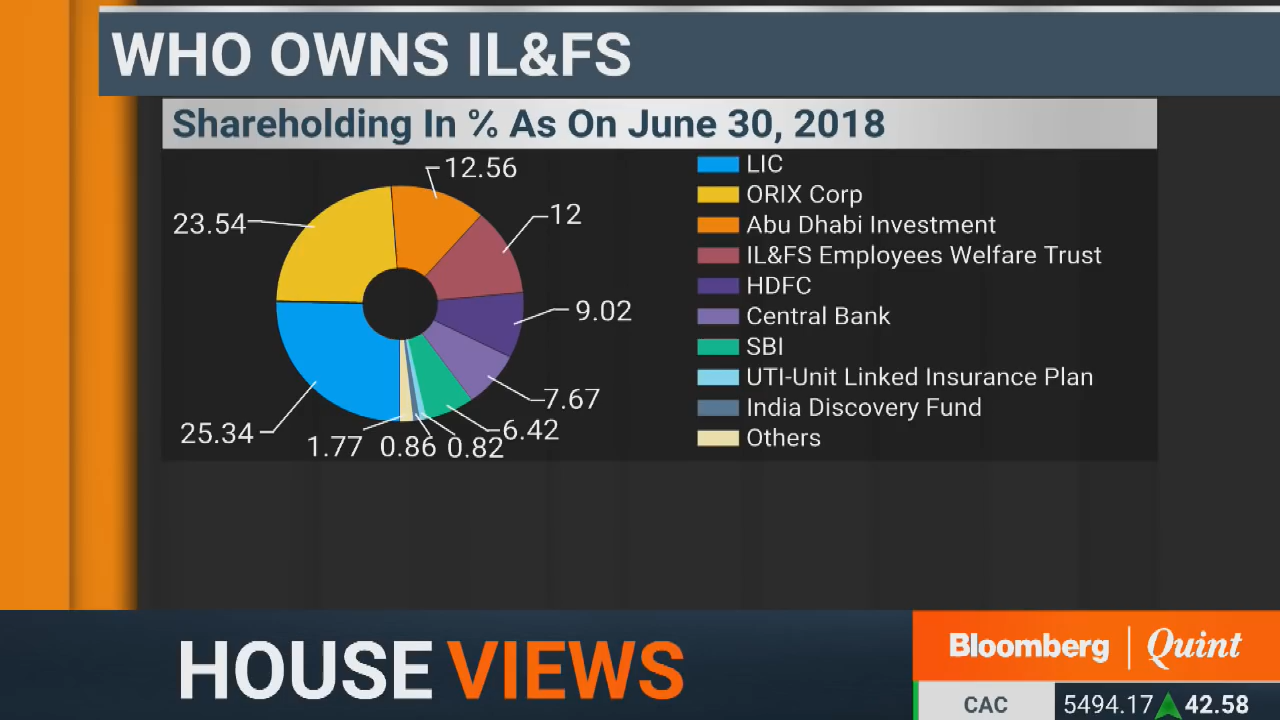 WHO OWNS IL&FS
Shareholding In % As On June 30, 2018
12.56
23.54
12
9.02
7.67
6.42
0.82
0.86
1.77
25.34
LIC
ORIX Corp
Abu Dhabi Investment
IL&FS Employees Welfare Trust
HDFC
Central Bank
SBI
UTI-Unit Linked Insurance Plan
India Discovery Fund
Others
HOUSE VIEWS
Bloomberg | Quint
CAC 5494.17 42.58